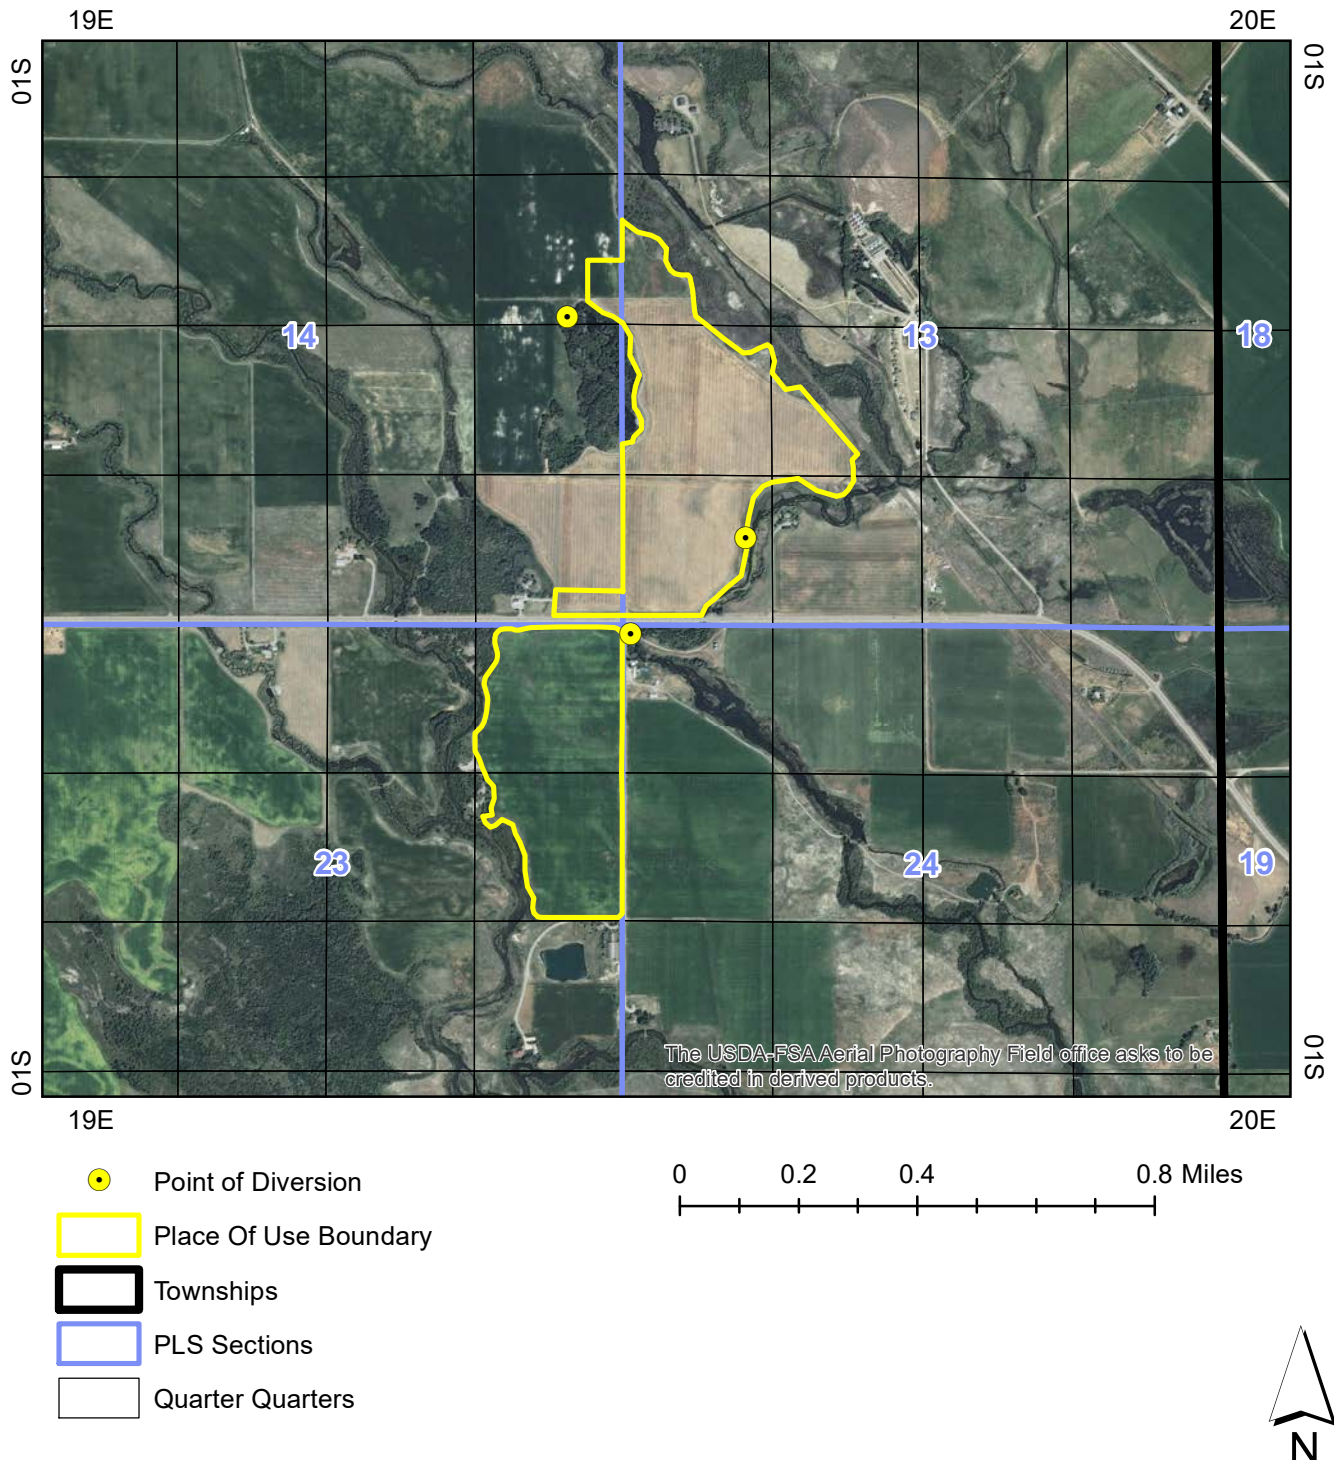 19E
20E
01S
01S
14
13
18
23
24
19
The USDA-FSA Aerial Photography Field office asks to be
credited in derived products.
01S
01S
19E
20E
Point of Diversion
Place Of Use Boundary
Townships
PLS Sections
Quarter Quarters
0 0.2 0.4 0.8 Miles
N